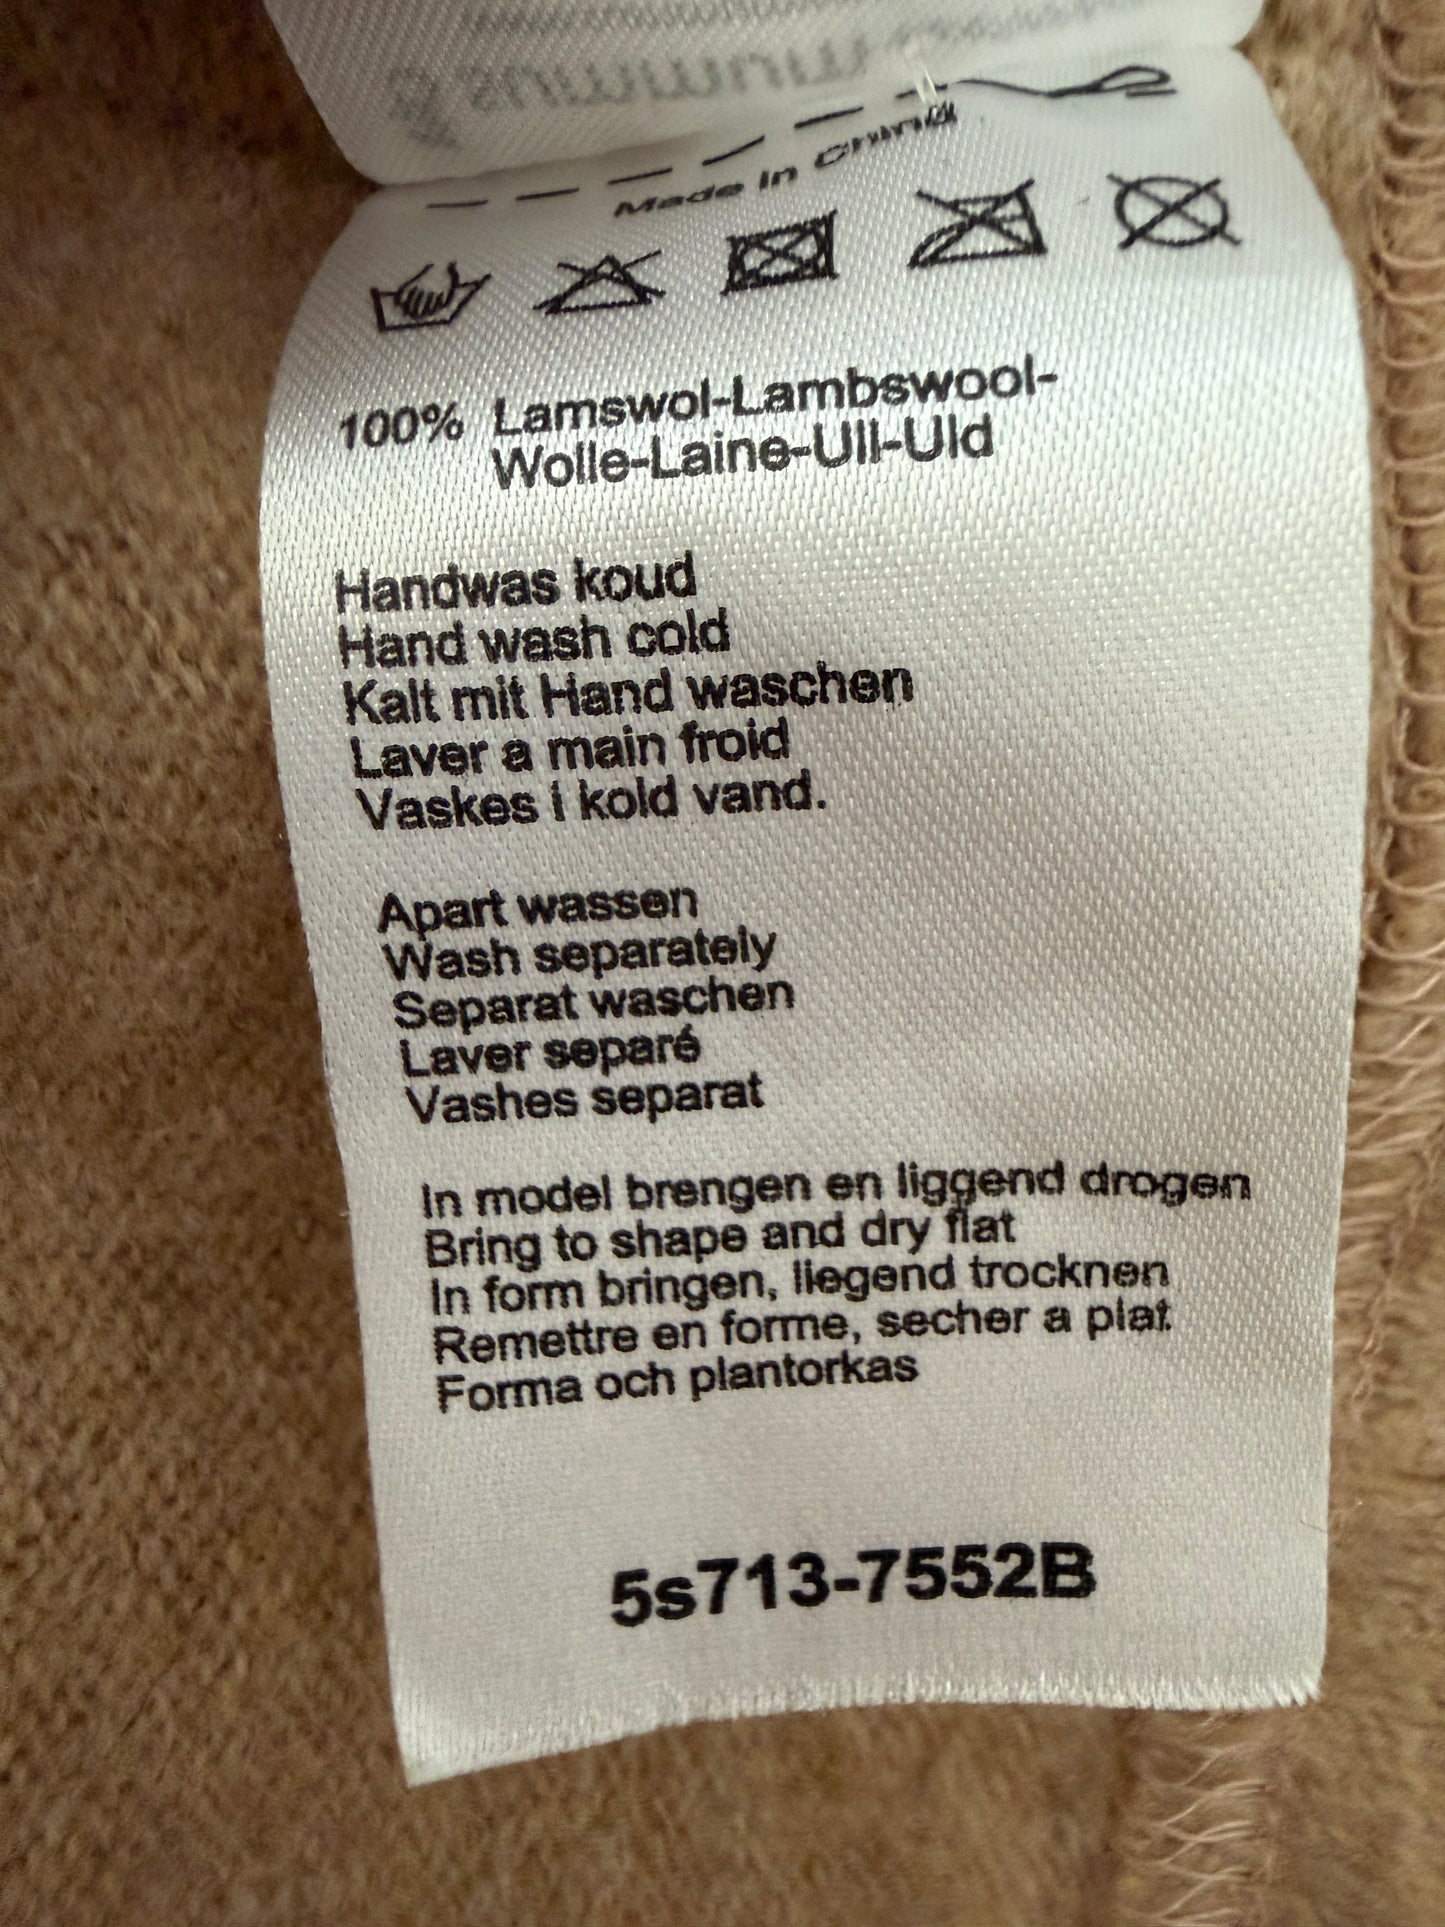 Made in China
100% Lamswol-Lambswool-
Wolle-Laine-Ull-Uld
Handwas koud
Hand wash cold
Kalt mit Hand waschen
Laver a main froid
Vaskes i kold vand.
Apart wassen
Wash separately
Separat waschen
Laver separé
Vashes separat
In model brengen en liggend drogen
Bring to shape and dry flat
In form bringen, liegend trocknen
Remettre en forme, secher a plat
Forma och plantorkas
5s713-7552B